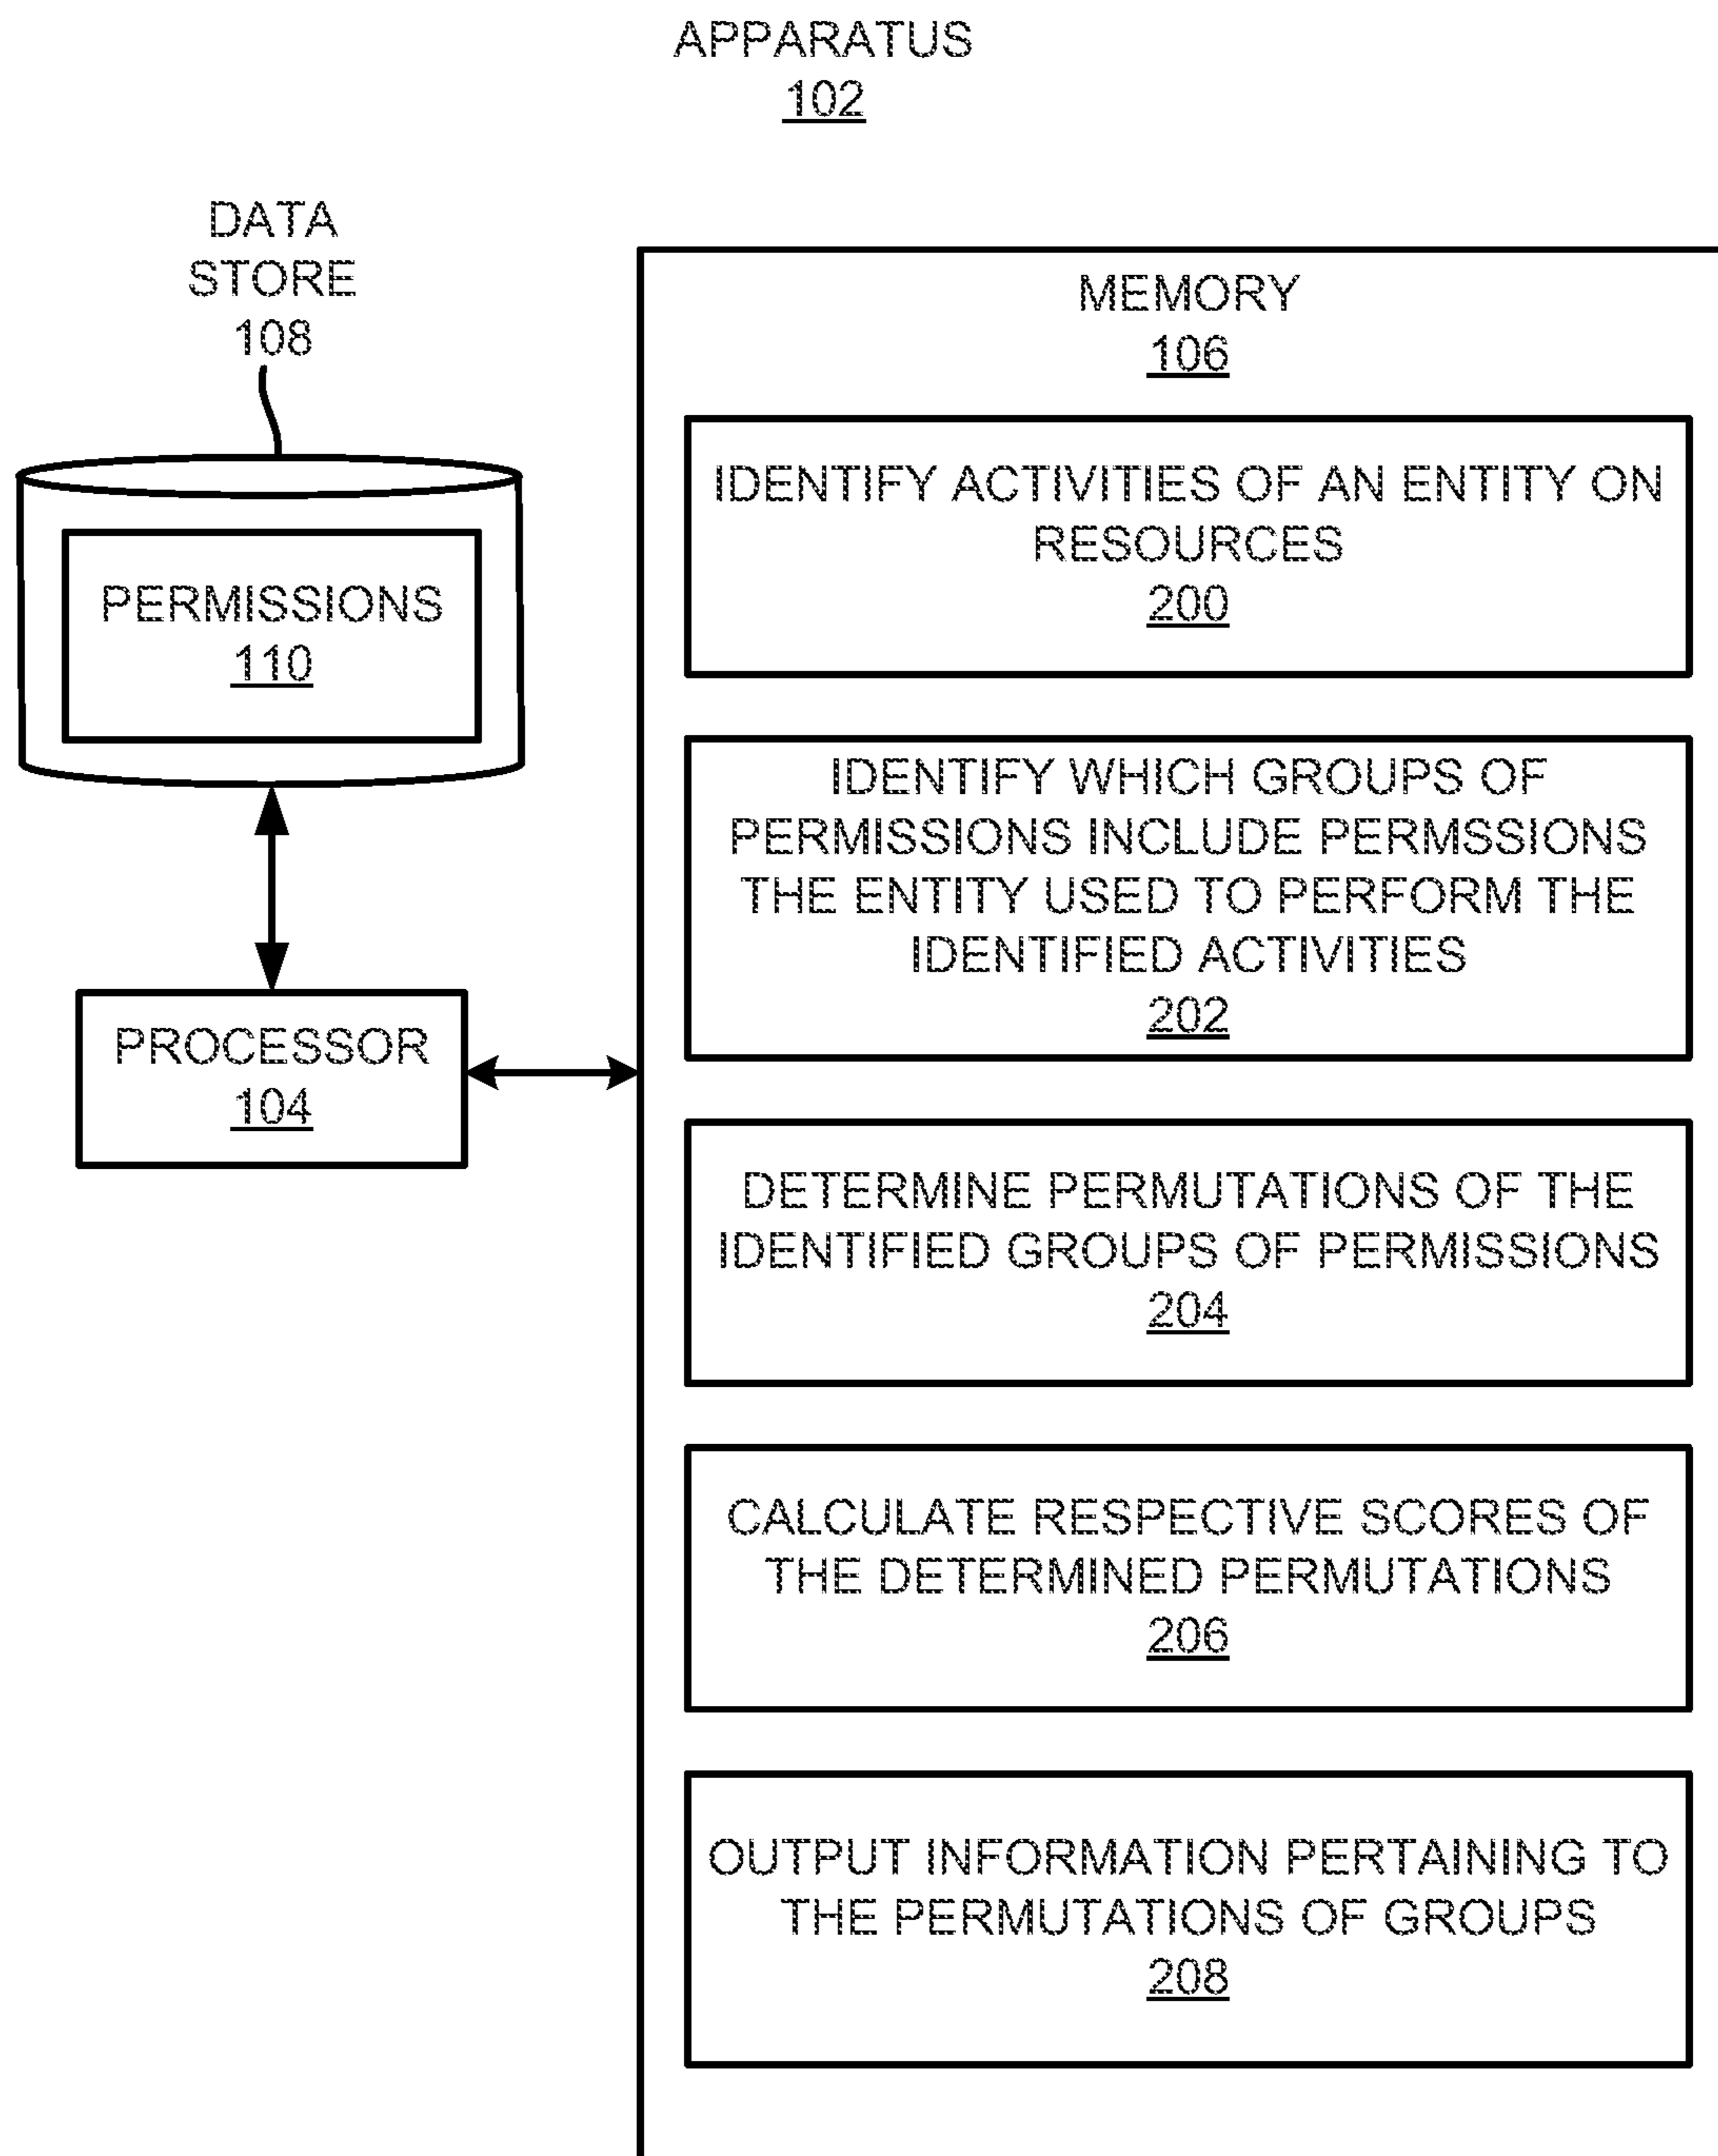 APPARATUS
102
DATA
STORE
108
PERMISSIONS
110
PROCESSOR
104
MEMORY
106
IDENTIFY ACTIVITIES OF AN ENTITY ON
RESOURCES
200
IDENTIFY WHICH GROUPS OF
PERMISSIONS INCLUDE PERMSSIONS
THE ENTITY USED TO PERFORM THE
IDENTIFIED ACTIVITIES
202
DETERMINE PERMUTATIONS OF THE
IDENTIFIED GROUPS OF PERMISSIONS
204
CALCULATE RESPECTIVE SCORES OF
THE DETERMINED PERMUTATIONS
206
OUTPUT INFORMATION PERTAINING TO
THE PERMUTATIONS OF GROUPS
208